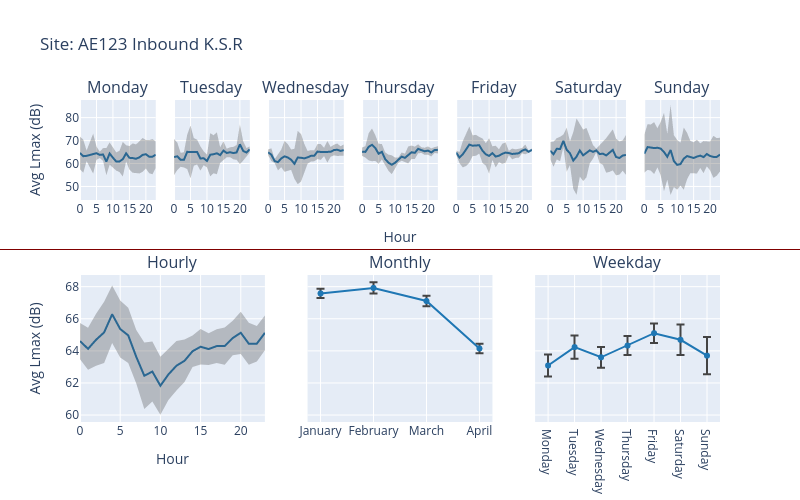 Site: AE123 Inbound K.S.R
Monday Tuesday Wednesday Thursday Friday Saturday Sunday
Avg Lmax (dB)
80
70
60
50
0 5 10 15 20 0 5 10 15 20 0 5 10 15 20 0 5 10 15 20 0 5 10 15 20 0 5 10 15 20 0 5 10 15 20
Hour
Hourly Monthly Weekday
Avg Lmax (dB)
68
66
64
62
60
0 5 10 15 20
Hour
January February March April
Monday
Tuesday
Wednesday
Thursday
Friday
Saturday
Sunday